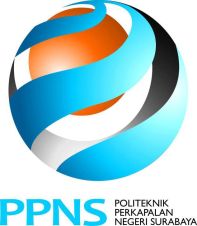 PPNS
POLITEKNIK
PERKAPALAN
NEGERI SURABAYA